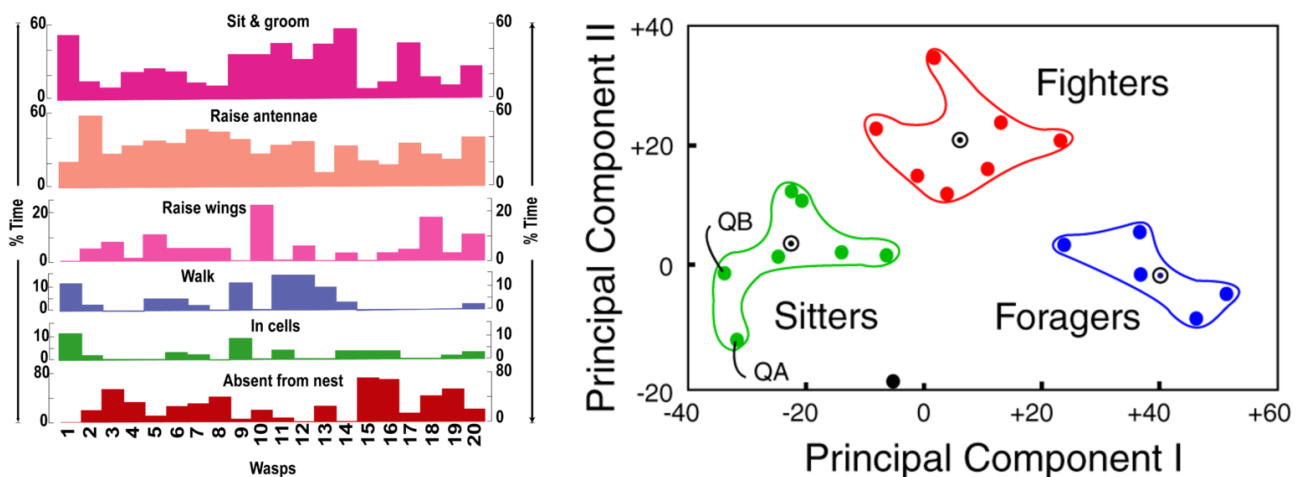 Sit & groom
60
0
60
0
Raise antennae
60
0
60
0
Raise wings
20
10
0
20
10
0
Walk
10
0
10
0
In cells
10
0
10
0
Absent from nest
80
0
80
0
% Time
% Time
1 2 3 4 5 6 7 8 9 10 11 12 13 14 15 16 17 18 19 20
Wasps
Principal Component II
+40
+20
0
-20
Fighters
QB
Sitters
Foragers
QA
-40 -20 0 +20 +40 +60
Principal Component I